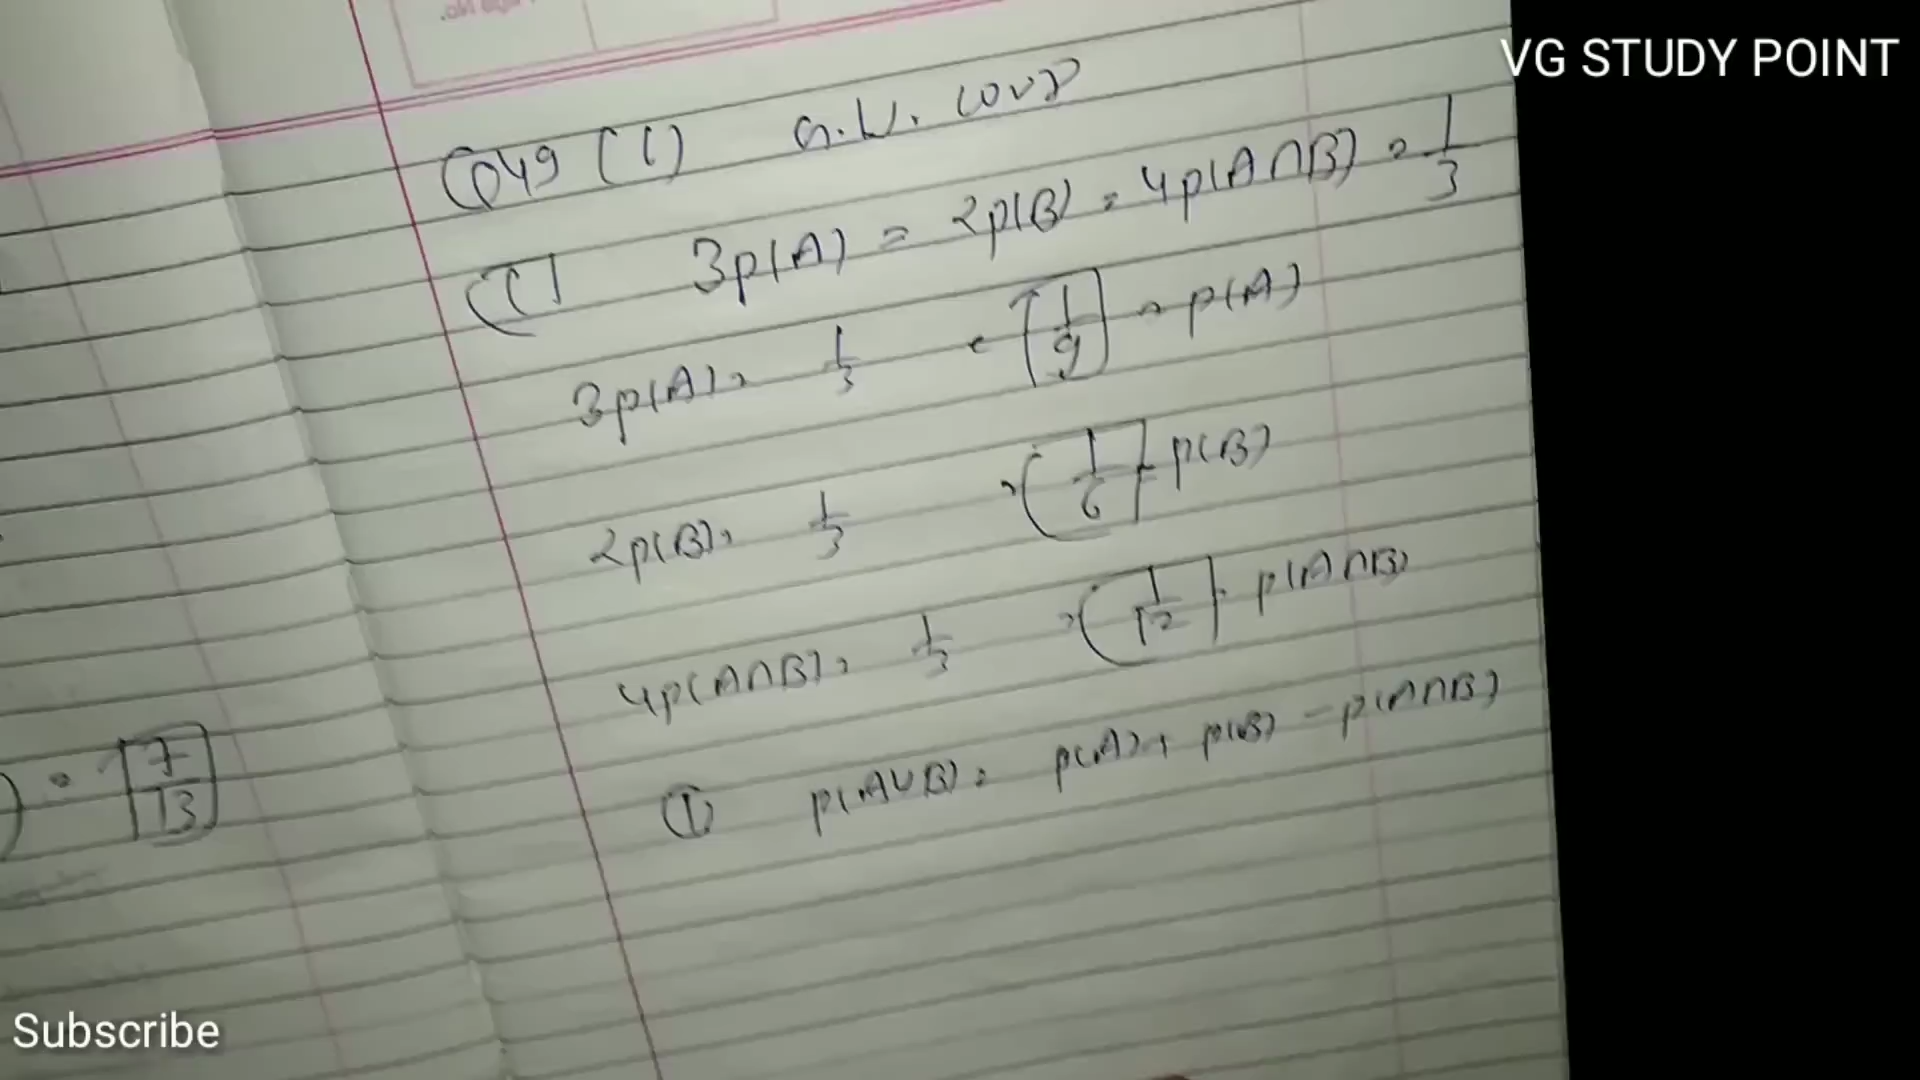 VG STUDY POINT
Q49 (C)
(C) 3p(A) = 2p(B) = 4p(A∩B) = 1/3
3p(A) = 1/3 = 1/9 = p(A)
2p(B) = 1/3 = 1/6 = p(B)
4p(A∩B) = 1/3 = 1/12 = p(A∩B)
① p(A∪B) = p(A) + p(B) - p(A∩B)
) = 7/13
Subscribe